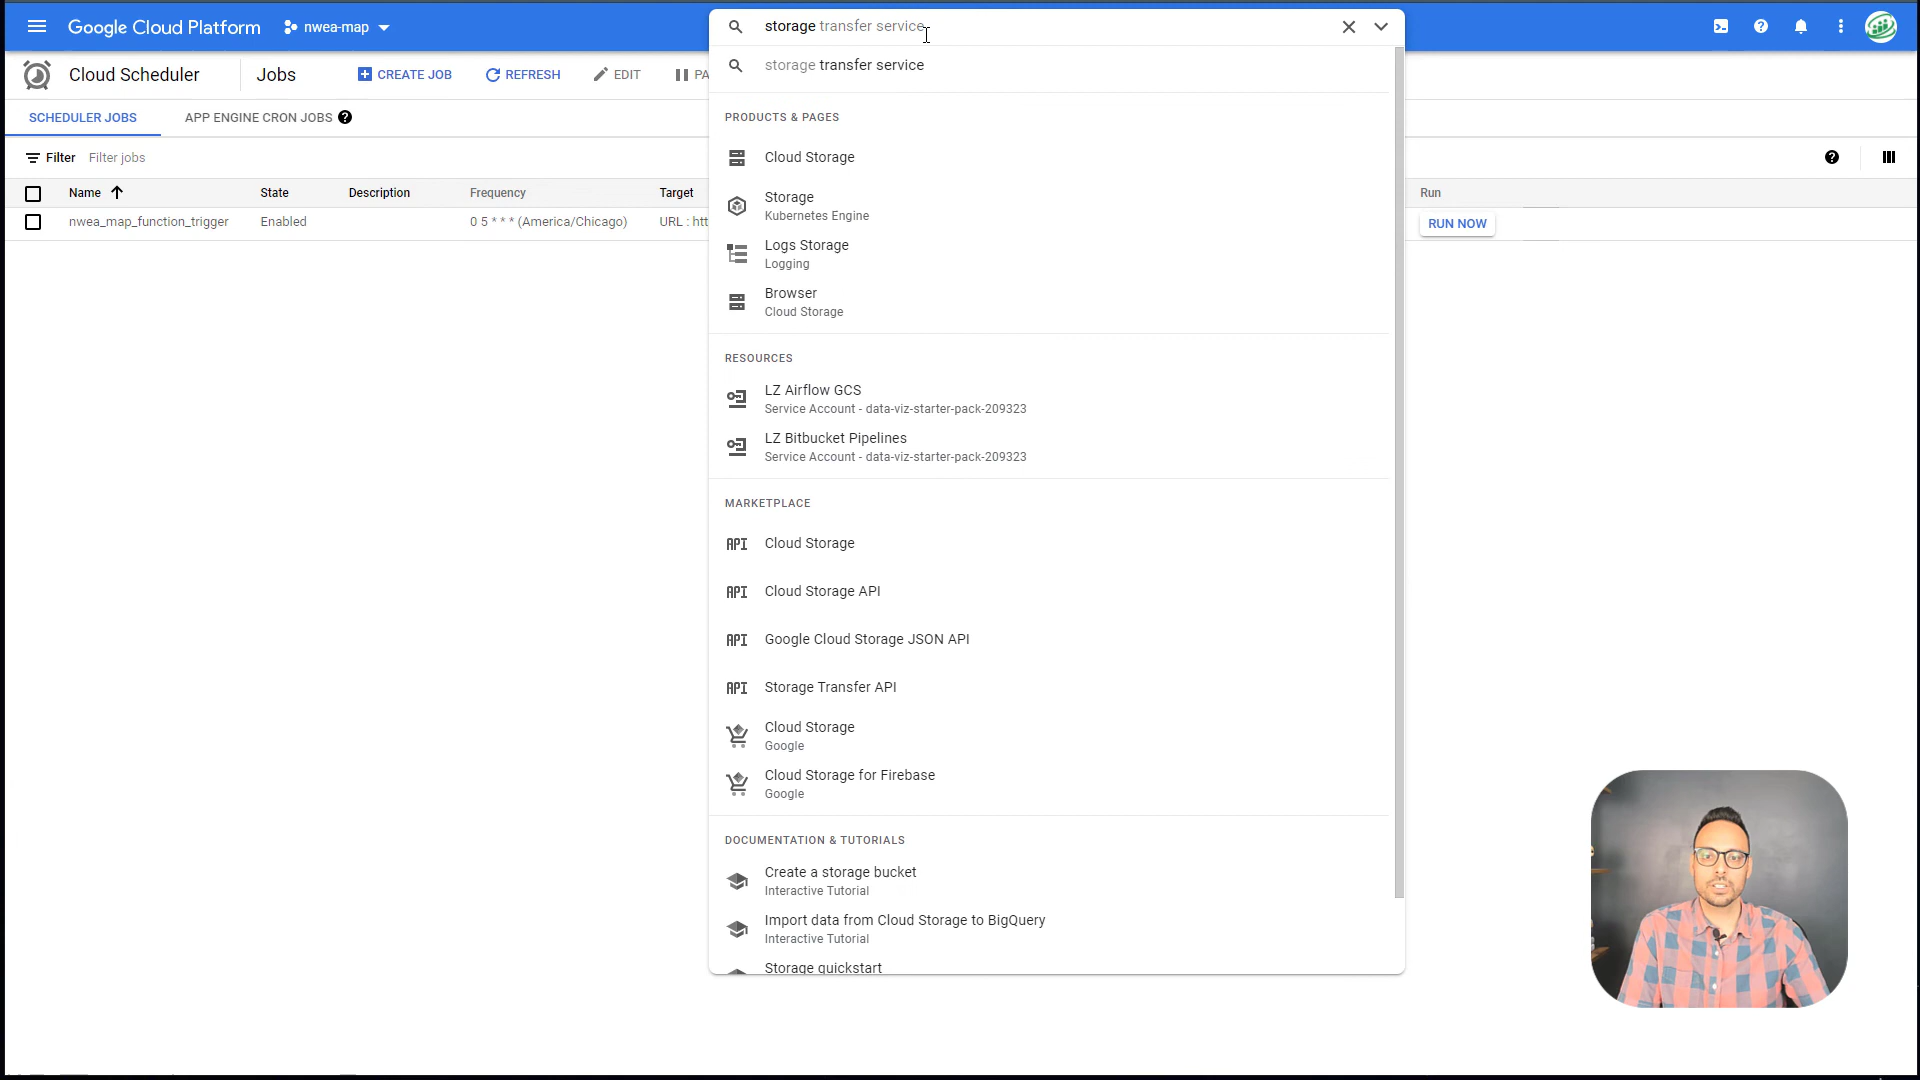 Google Cloud Platform
nwea-map
storage transfer service
storage transfer service
Cloud Scheduler
Jobs
CREATE JOB
REFRESH
EDIT
PA
SCHEDULER JOBS
APP ENGINE CRON JOBS
Filter
Filter jobs
Name
State
Description
Frequency
Target
Run
nwea_map_function_trigger
Enabled
0 5 * * * (America/Chicago)
URL : htt
RUN NOW
PRODUCTS & PAGES
Cloud Storage
Storage
Kubernetes Engine
Logs Storage
Logging
Browser
Cloud Storage
RESOURCES
LZ Airflow GCS
Service Account - data-viz-starter-pack-209323
LZ Bitbucket Pipelines
Service Account - data-viz-starter-pack-209323
MARKETPLACE
API Cloud Storage
API Cloud Storage API
API Google Cloud Storage JSON API
API Storage Transfer API
Cloud Storage
Google
Cloud Storage for Firebase
Google
DOCUMENTATION & TUTORIALS
Create a storage bucket
Interactive Tutorial
Import data from Cloud Storage to BigQuery
Interactive Tutorial
Storage quickstart